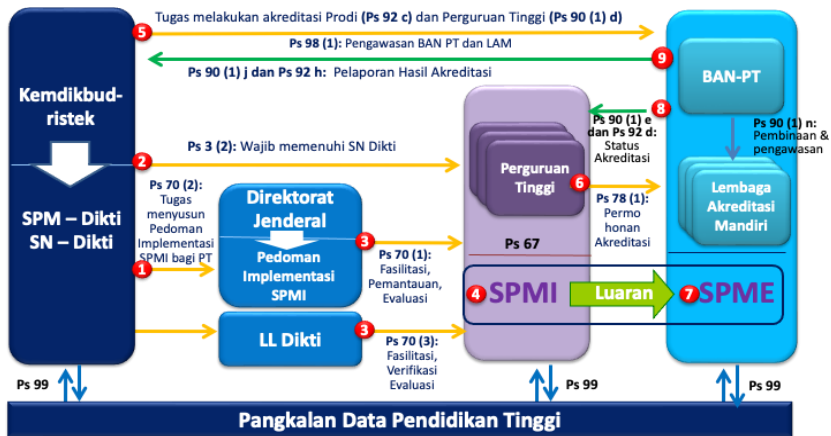 5
Tugas melakukan akreditasi Prodi (Ps 92 c) dan Perguruan Tinggi (Ps 90 (1) d)
Ps 98 (1): Pengawasan BAN PT dan LAM
9
Ps 90 (1) j dan Ps 92 h: Pelaporan Hasil Akreditasi
Kemdikbud-
ristek
SPM – Dikti
SN – Dikti
2
Ps 3 (2): Wajib memenuhi SN Dikti
Ps 70 (2):
Tugas
menyusun
Pedoman
Implementasi
SPMI bagi PT
1
Direktorat
Jenderal
Pedoman
Implementasi
SPMI
3
Ps 70 (1):
Fasilitasi,
Pemantauan,
Evaluasi
LL Dikti
3
Ps 70 (3):
Fasilitasi,
Verifikasi
Evaluasi
Perguruan
Tinggi
6
Ps 67
4
SPMI
Luaran
7
SPME
8
Ps 90 (1) e
dan Ps 92 d:
Status
Akreditasi
Ps 78 (1):
Permo
honan
Akreditasi
BAN-PT
Ps 90 (1) n:
Pembinaan &
pengawasan
Lembaga
Akreditasi
Mandiri
Ps 99
Ps 99
Ps 99
Pangkalan Data Pendidikan Tinggi